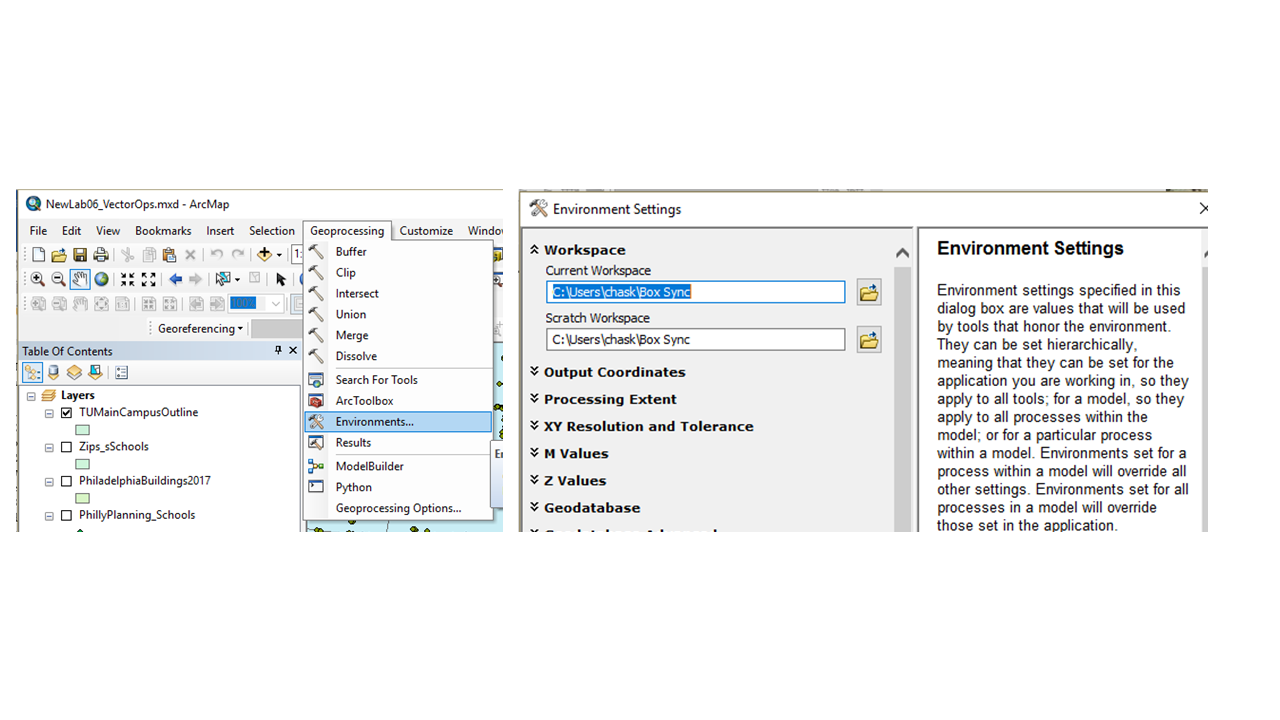 NewLab06_VectorOps.mxd - ArcMap
File Edit View Bookmarks Insert Selection Geoprocessing Customize Windo
1:
Georeferencing
Table Of Contents
Layers
TUMainCampusOutline
Zips_sSchools
PhiladelphiaBuildings2017
PhillyPlanning_Schools
Buffer
Clip
Intersect
Union
Merge
Dissolve
Search For Tools
ArcToolbox
Environments...
Results
ModelBuilder
Python
Geoprocessing Options...
Environment Settings
Workspace
Current Workspace
C:\Users\chask\Box Sync
Scratch Workspace
C:\Users\chask\Box Sync
Output Coordinates
Processing Extent
XY Resolution and Tolerance
M Values
Z Values
Geodatabase
Environment Settings
Environment settings specified in this
dialog box are values that will be used
by tools that honor the environment.
They can be set hierarchically,
meaning that they can be set for the
application you are working in, so they
apply to all tools; for a model, so they
apply to all processes within the
model; or for a particular process
within a model. Environments set for a
process within a model will override all
other settings. Environments set for all
processes in a model will override
those set in the application.